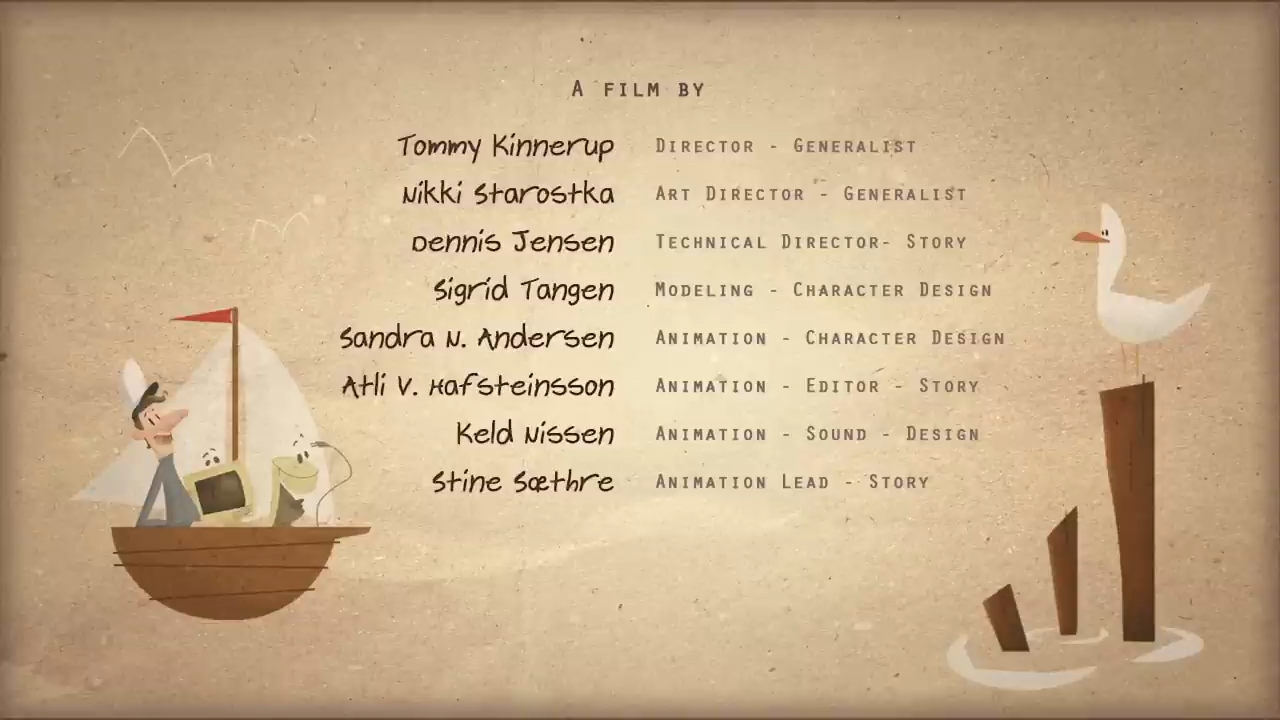 A FILM BY
Tommy Kinnerup DIRECTOR - GENERALIST
Nikki Starostka ART DIRECTOR - GENERALIST
Dennis Jensen TECHNICAL DIRECTOR- STORY
Sigrid Tangen MODELING - CHARACTER DESIGN
Sandra N. Andersen ANIMATION - CHARACTER DESIGN
Atli V. Hafsteinsson ANIMATION - EDITOR - STORY
Keld Nissen ANIMATION - SOUND - DESIGN
Stine Sæthre ANIMATION LEAD - STORY